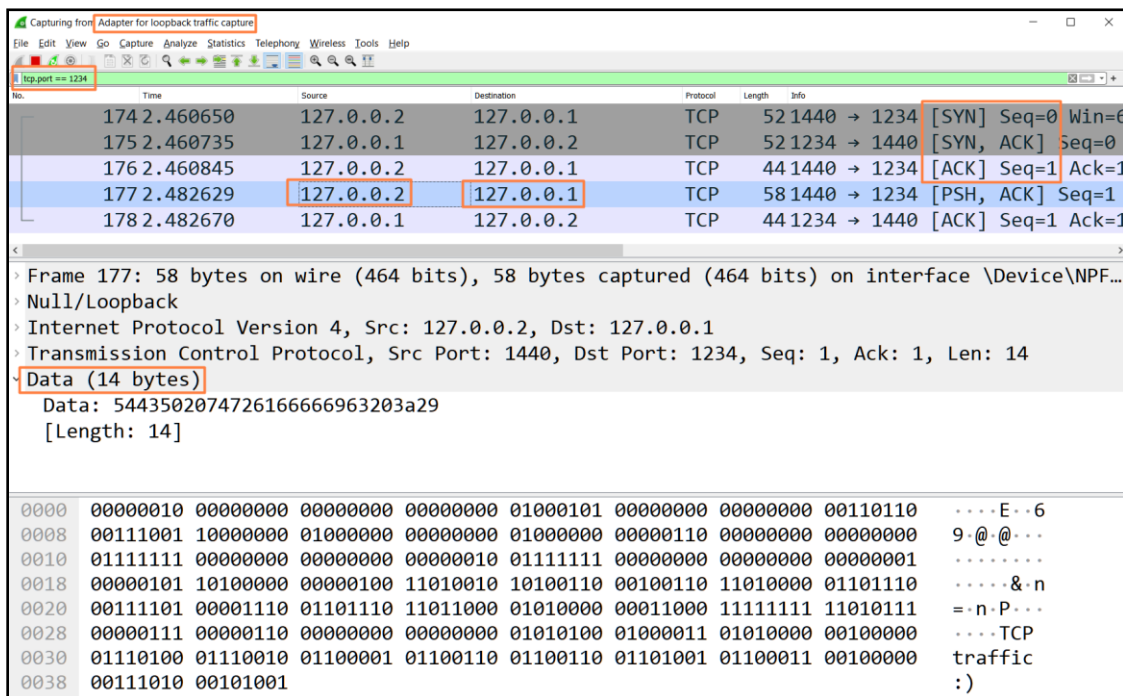 Capturing from Adapter for loopback traffic capture
File Edit View Go Capture Analyze Statistics Telephony Wireless Tools Help
tcp.port == 1234
No. Time Source Destination Protocol Length Info
174 2.460650 127.0.0.2 127.0.0.1 TCP 52 1440 → 1234 [SYN] Seq=0 Win=6
175 2.460735 127.0.0.1 127.0.0.2 TCP 52 1234 → 1440 [SYN, ACK] Seq=0
176 2.460845 127.0.0.2 127.0.0.1 TCP 44 1440 → 1234 [ACK] Seq=1 Ack=1
177 2.482629 127.0.0.2 127.0.0.1 TCP 58 1440 → 1234 [PSH, ACK] Seq=1
178 2.482670 127.0.0.1 127.0.0.2 TCP 44 1234 → 1440 [ACK] Seq=1 Ack=1
Frame 177: 58 bytes on wire (464 bits), 58 bytes captured (464 bits) on interface \Device\NPF…
Null/Loopback
Internet Protocol Version 4, Src: 127.0.0.2, Dst: 127.0.0.1
Transmission Control Protocol, Src Port: 1440, Dst Port: 1234, Seq: 1, Ack: 1, Len: 14
Data (14 bytes)
Data: 5443502074726166666963203a29
[Length: 14]
0000 00000010 00000000 00000000 00000000 01000101 00000000 00000000 00110110 ····E··6
0008 00111001 10000000 01000000 00000000 01000000 00000110 00000000 00000000 9·@·@···
0010 01111111 00000000 00000000 00000010 01111111 00000000 00000000 00000001 ········
0018 00000101 10100000 00000100 11010010 10100110 00100110 11010000 01101110 ·····&·n
0020 00111101 00001110 01101110 11011000 01010000 00011000 11111111 11010111 =·n·P···
0028 00000111 00000110 00000000 00000000 01010100 01000011 01010000 00100000 ····TCP
0030 01110100 01110010 01100001 01100110 01100110 01101001 01100011 00100000 traffic
0038 00111010 00101001 :)